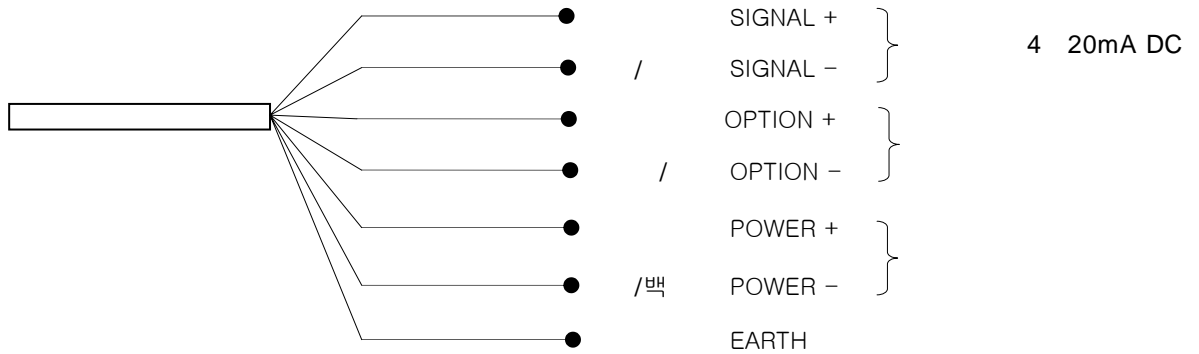 SIGNAL +
4 20mA DC
/ SIGNAL −
OPTION +
/ OPTION −
POWER +
/백 POWER −
EARTH